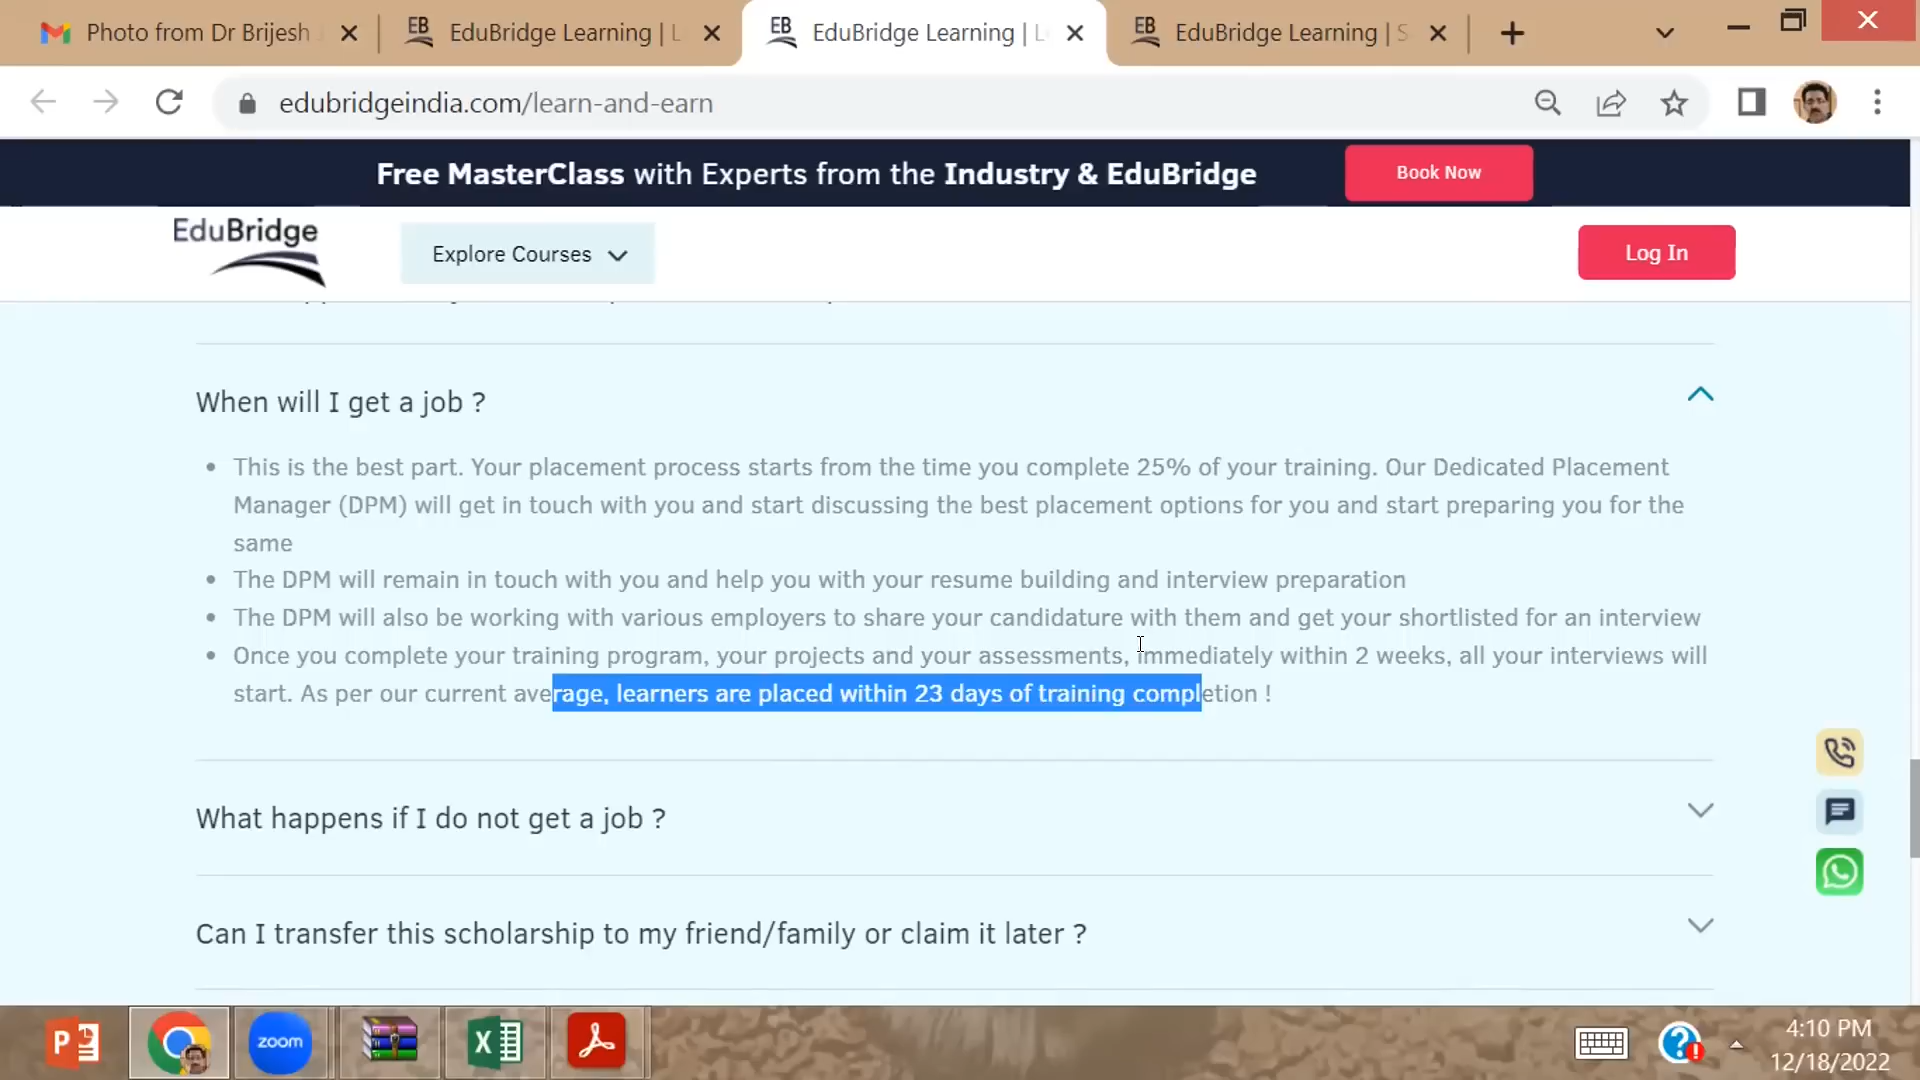 Photo from Dr Brijesh
EduBridge Learning | L
EduBridge Learning | L
EduBridge Learning | S
edubridgeindia.com/learn-and-earn
Free MasterClass with Experts from the Industry & EduBridge
Book Now
EduBridge
Explore Courses
Log In
When will I get a job ?
This is the best part. Your placement process starts from the time you complete 25% of your training. Our Dedicated Placement
Manager (DPM) will get in touch with you and start discussing the best placement options for you and start preparing you for the
same
The DPM will remain in touch with you and help you with your resume building and interview preparation
The DPM will also be working with various employers to share your candidature with them and get your shortlisted for an interview
Once you complete your training program, your projects and your assessments, immediately within 2 weeks, all your interviews will
start. As per our current average, learners are placed within 23 days of training completion !
What happens if I do not get a job ?
Can I transfer this scholarship to my friend/family or claim it later ?
zoom
4:10 PM
12/18/2022